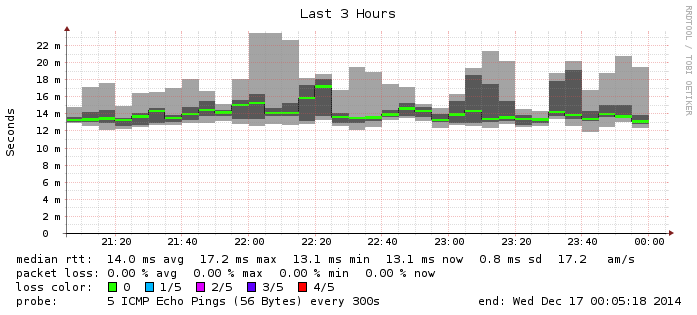 Last 3 Hours
RRDTOOL / TOBI OETIKER
Seconds
22 m
20 m
18 m
16 m
14 m
12 m
10 m
8 m
6 m
4 m
2 m
0
21:20 21:40 22:00 22:20 22:40 23:00 23:20 23:40 00:00
median rtt: 14.0 ms avg 17.2 ms max 13.1 ms min 13.1 ms now 0.8 ms sd 17.2 am/s
packet loss: 0.00 % avg 0.00 % max 0.00 % min 0.00 % now
loss color: 0 1/5 2/5 3/5 4/5
probe: 5 ICMP Echo Pings (56 Bytes) every 300s end: Wed Dec 17 00:05:18 2014